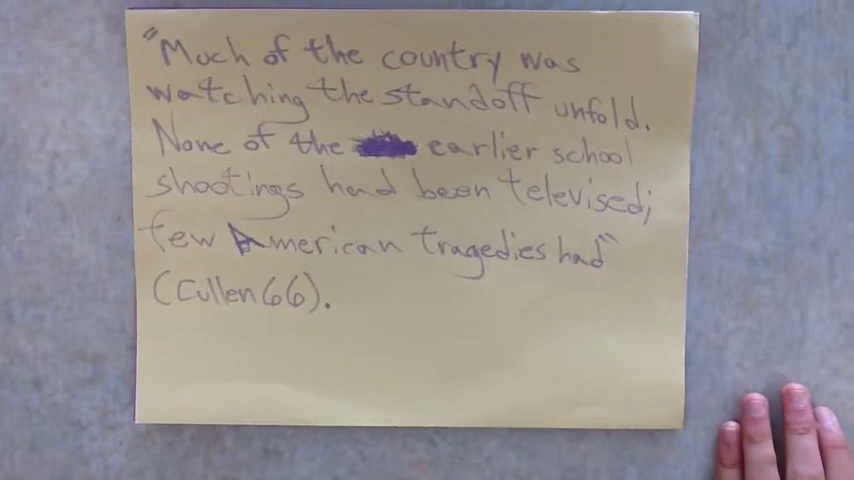 "Much of the country was
watching the standoff unfold.
None of the earlier school
shootings had been televised;
few American tragedies had"
(Cullen 66).